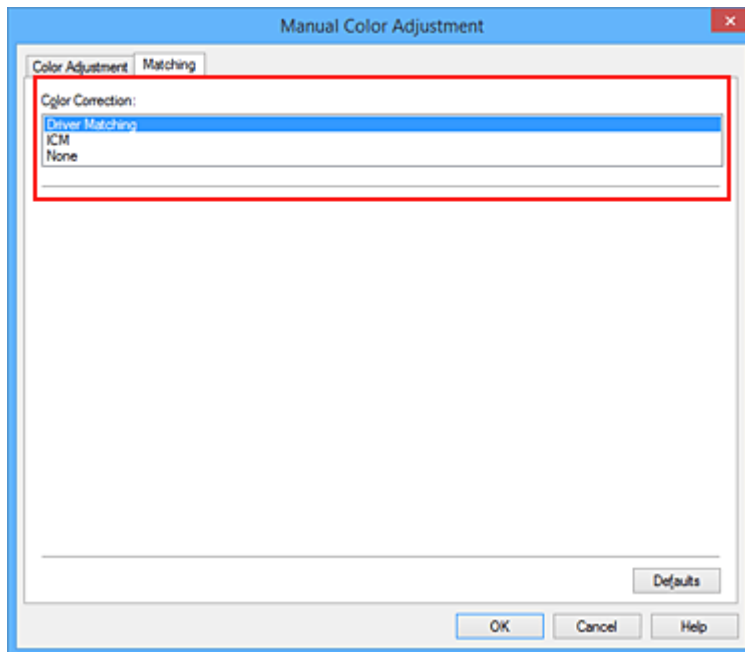 Manual Color Adjustment
Color Adjustment Matching
Color Correction:
Driver Matching
ICM
None
Defaults
OK Cancel Help